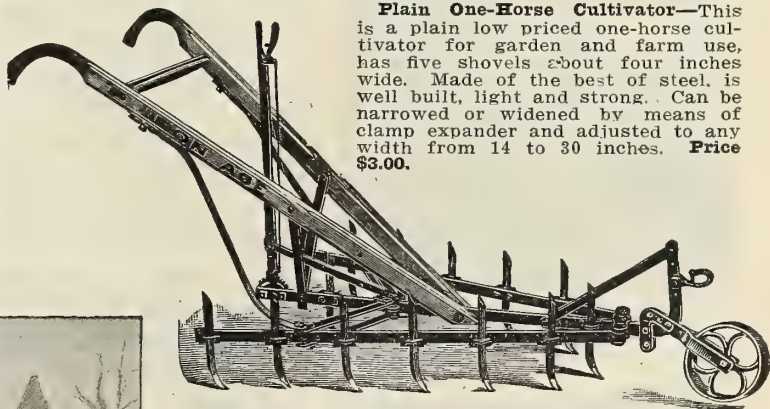 Plain One-Horse Cultivator—This
is a plain low priced one-horse cul-
tivator for garden and farm use,
has five shovels about four inches
wide. Made of the best of steel. is
well built, light and strong. Can be
narrowed or widened by means of
clamp expander and adjusted to any
width from 14 to 30 inches. Price
$3.00.